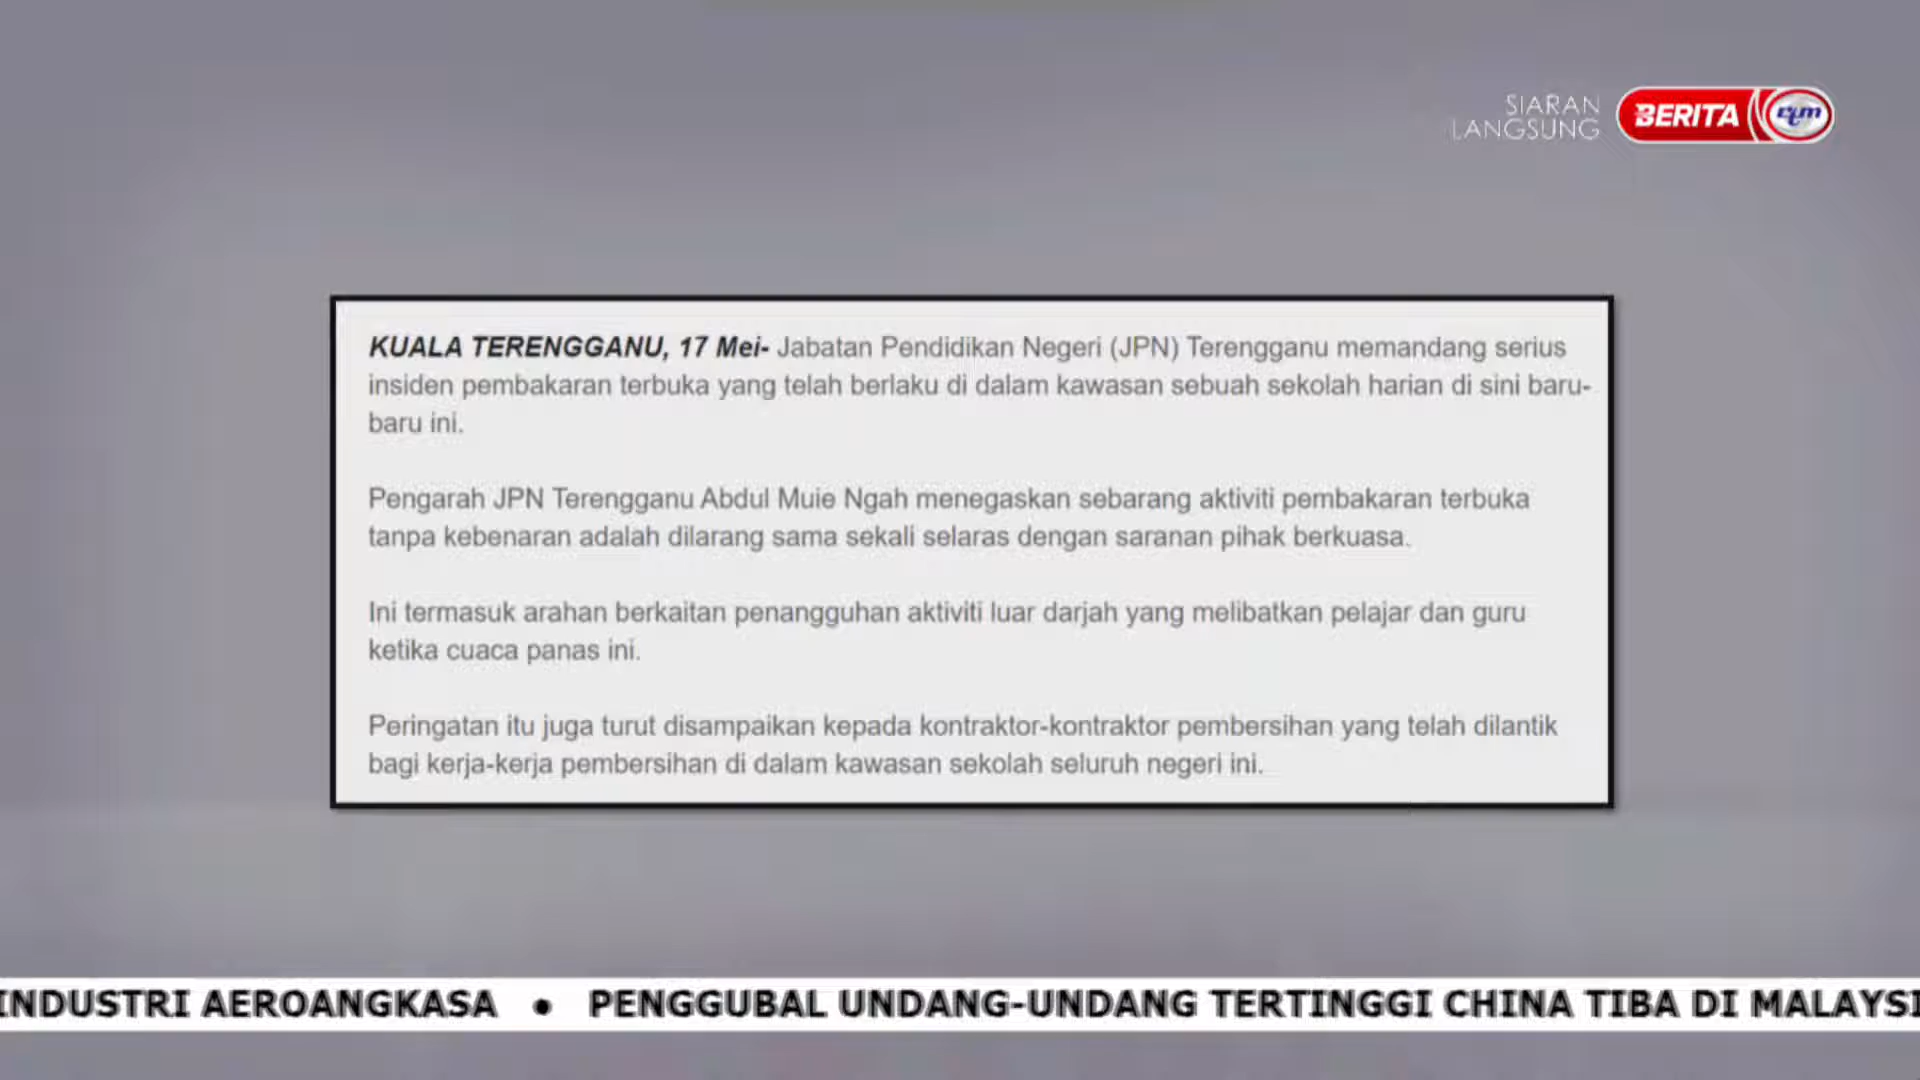 SIARAN
LANGSUNG
BERITA rtm
KUALA TERENGGANU, 17 Mei- Jabatan Pendidikan Negeri (JPN) Terengganu memandang serius
insiden pembakaran terbuka yang telah berlaku di dalam kawasan sebuah sekolah harian di sini baru-
baru ini.
Pengarah JPN Terengganu Abdul Muie Ngah menegaskan sebarang aktiviti pembakaran terbuka
tanpa kebenaran adalah dilarang sama sekali selaras dengan saranan pihak berkuasa.
Ini termasuk arahan berkaitan penangguhan aktiviti luar darjah yang melibatkan pelajar dan guru
ketika cuaca panas ini.
Peringatan itu juga turut disampaikan kepada kontraktor-kontraktor pembersihan yang telah dilantik
bagi kerja-kerja pembersihan di dalam kawasan sekolah seluruh negeri ini.
INDUSTRI AEROANGKASA • PENGGUBAL UNDANG-UNDANG TERTINGGI CHINA TIBA DI MALAYSI